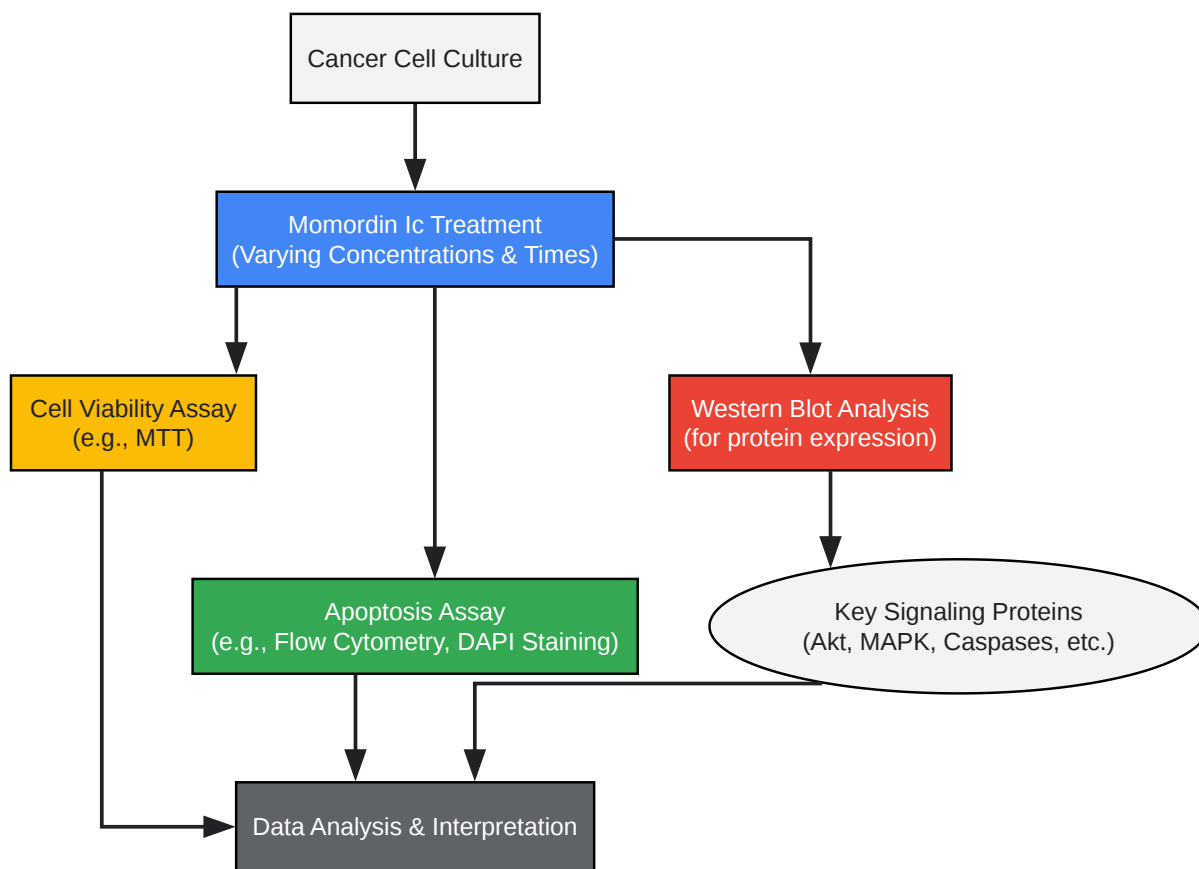 Cancer Cell Culture
Momordin Ic Treatment
(Varying Concentrations & Times)
Cell Viability Assay
(e.g., MTT)
Western Blot Analysis
(for protein expression)
Apoptosis Assay
(e.g., Flow Cytometry, DAPI Staining)
Key Signaling Proteins
(Akt, MAPK, Caspases, etc.)
Data Analysis & Interpretation